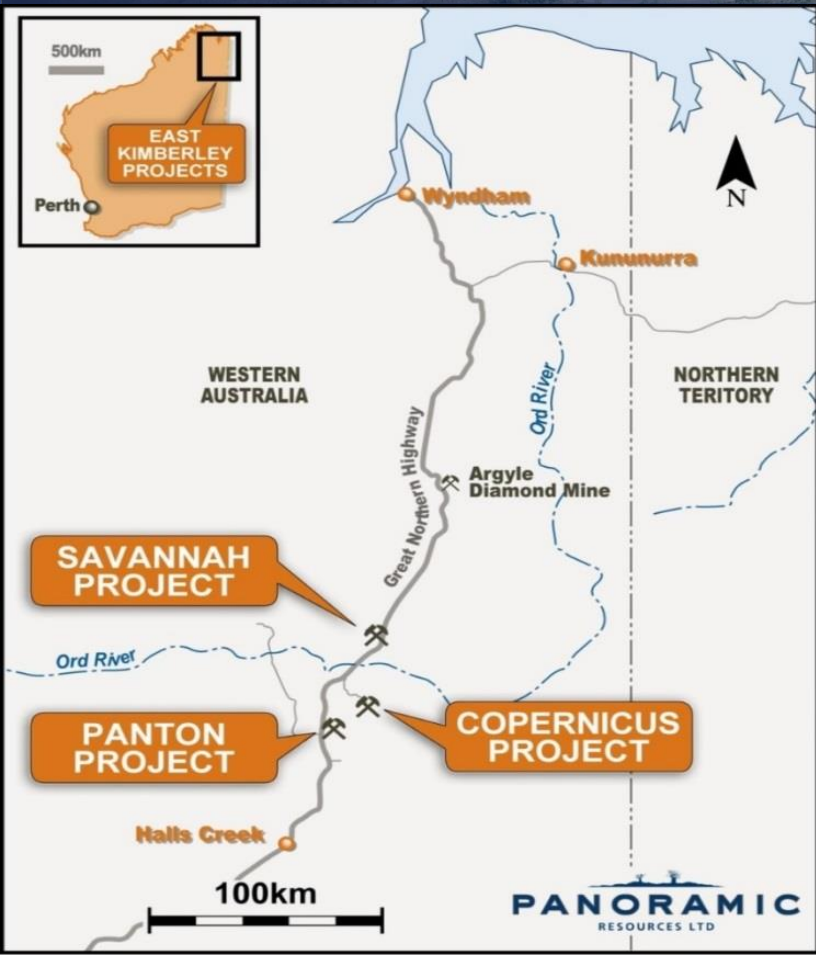 500km
EAST
KIMBERLEY
PROJECTS
Perth
Wyndham
N
Kununurra
WESTERN
AUSTRALIA
NORTHERN
TERITORY
Ord River
Great Northern Highway
Argyle
Diamond Mine
SAVANNAH
PROJECT
Ord River
PANTON
PROJECT
COPERNICUS
PROJECT
Halls Creek
100km
PANORAMIC
RESOURCES LTD